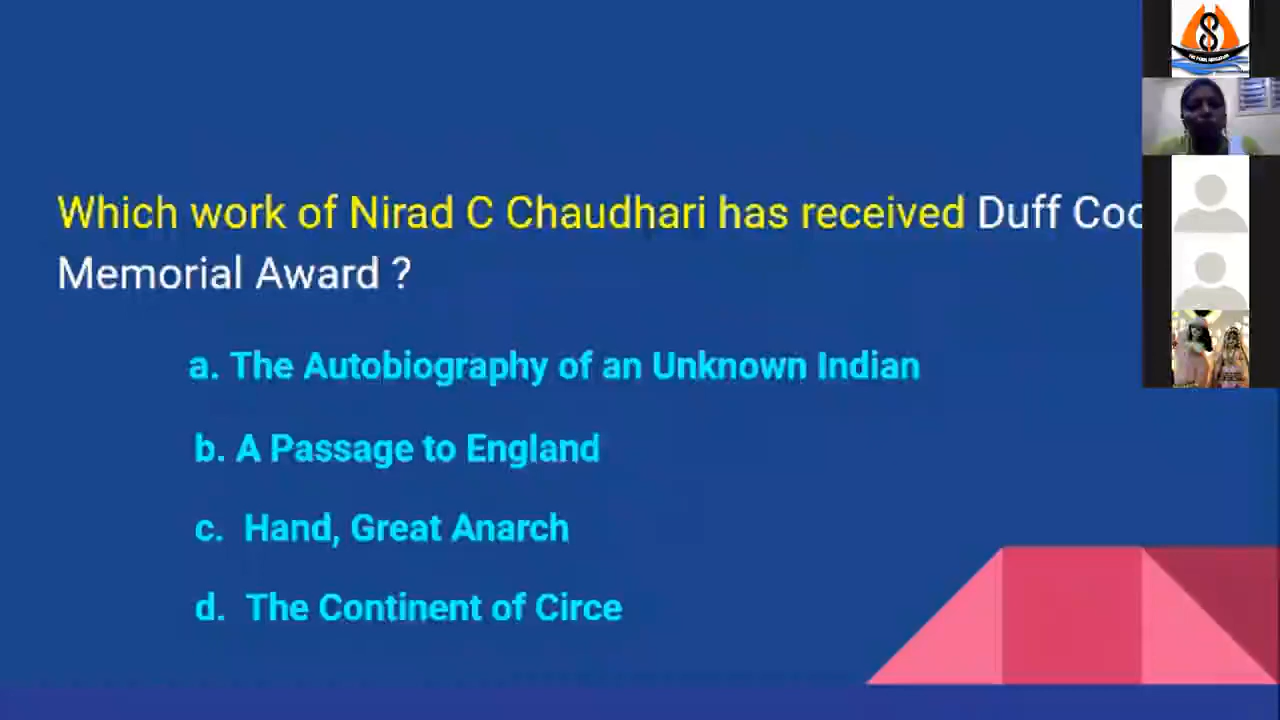 Which work of Nirad C Chaudhari has received Duff Coo
Memorial Award ?
a. The Autobiography of an Unknown Indian
b. A Passage to England
c. Hand, Great Anarch
d. The Continent of Circe